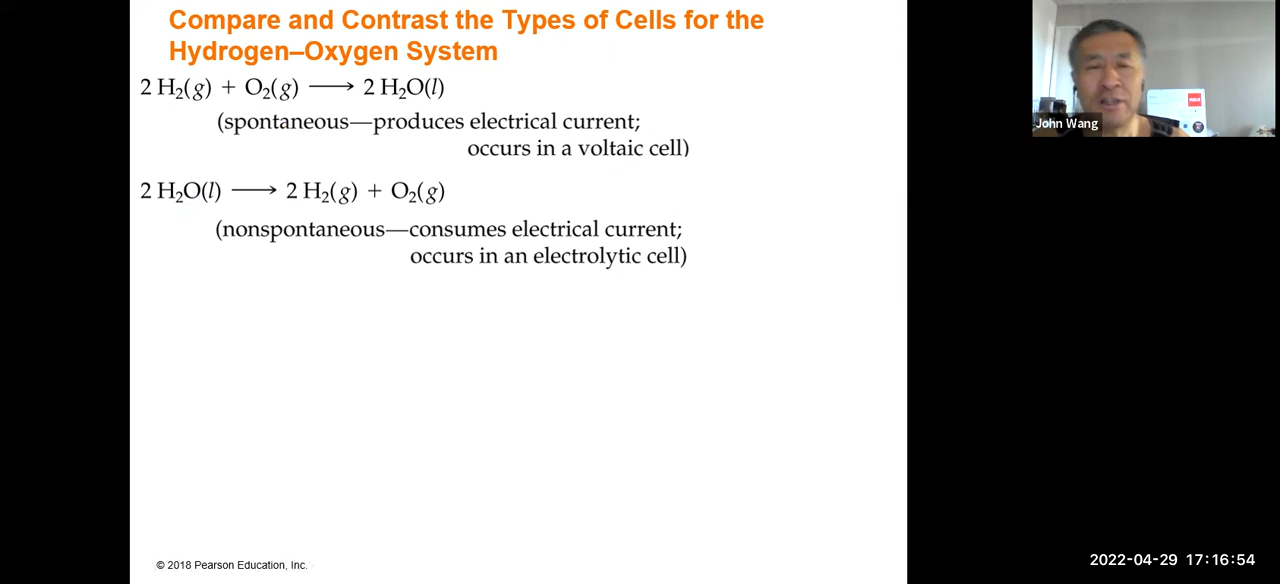 Compare and Contrast the Types of Cells for the
Hydrogen–Oxygen System
2 H₂(g) + O₂(g) ⟶ 2 H₂O(l)
(spontaneous—produces electrical current;
occurs in a voltaic cell)
2 H₂O(l) ⟶ 2 H₂(g) + O₂(g)
(nonspontaneous—consumes electrical current;
occurs in an electrolytic cell)
© 2018 Pearson Education, Inc.
John Wang
2022-04-29 17:16:54